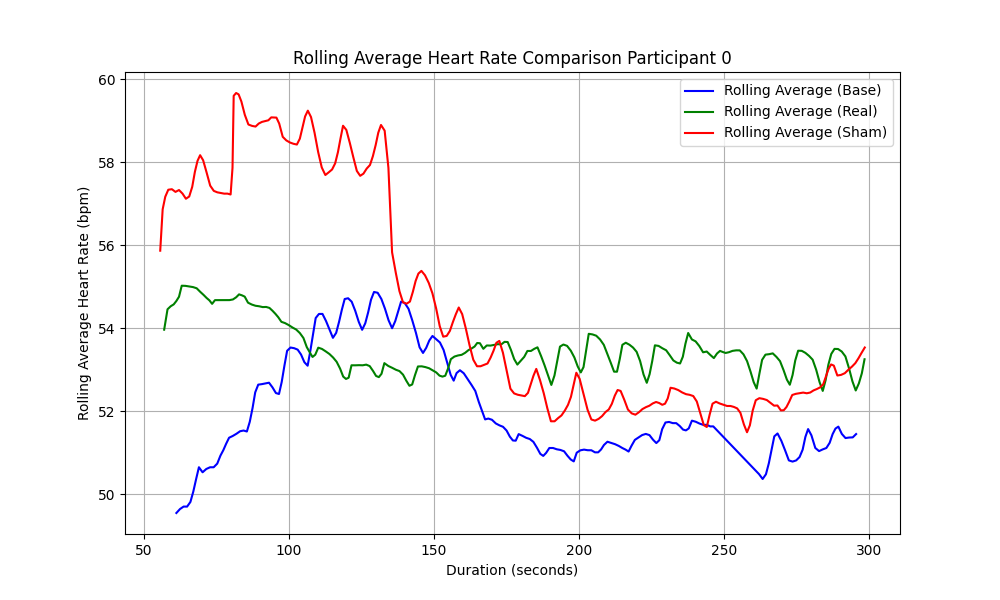 Rolling Average Heart Rate Comparison Participant 0
Rolling Average (Base)
Rolling Average (Real)
Rolling Average (Sham)
Rolling Average Heart Rate (bpm)
60
58
56
54
52
50
50
100
150
200
250
300
Duration (seconds)